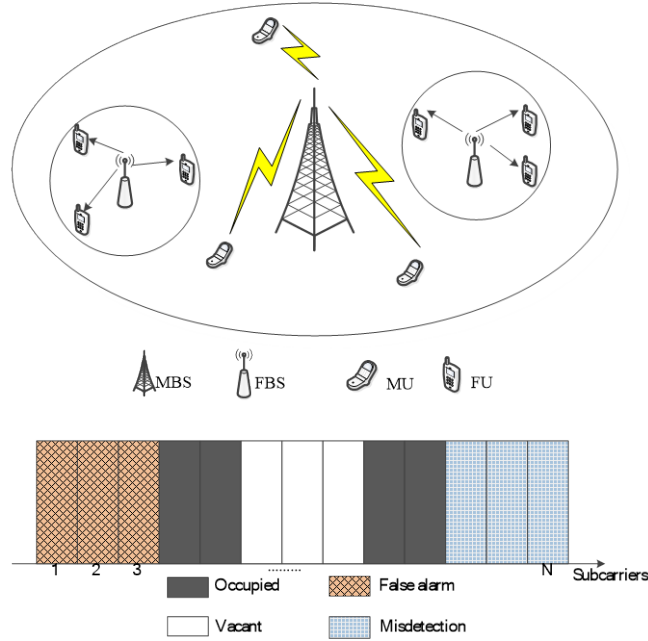 MBS FBS MU FU
1 2 3 N Subcarriers
.........
Occupied False alarm
Vacant Misdetection